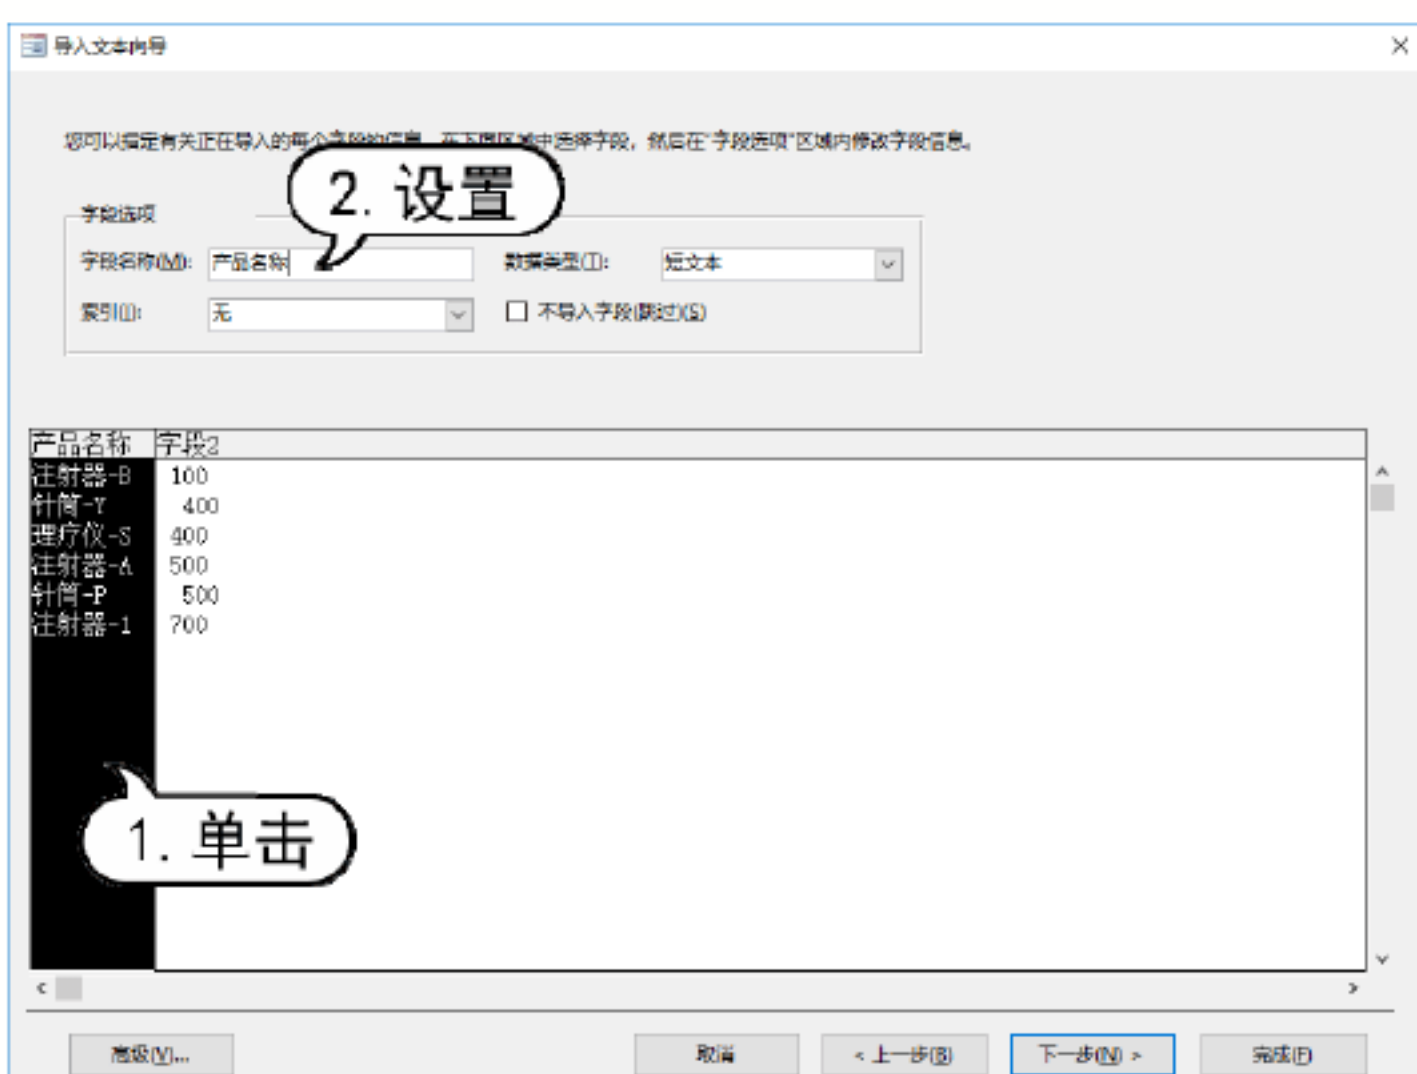 导入文本向导
您可以指定有关正在导入的每个字段的信息。在下面区域中选择字段，然后在"字段选项"区域内修改字段信息。
2. 设置
字段选项
字段名称(M): 产品名称 数据类型(T): 短文本
索引(I): 无 不导入字段(跳过)(S)
产品名称 字段2
注射器-B 100
针筒-Y 400
理疗仪-S 400
注射器-A 500
针筒-P 500
注射器-1 700
1. 单击
高级(V)... 取消 < 上一步(B) 下一步(N) > 完成(F)